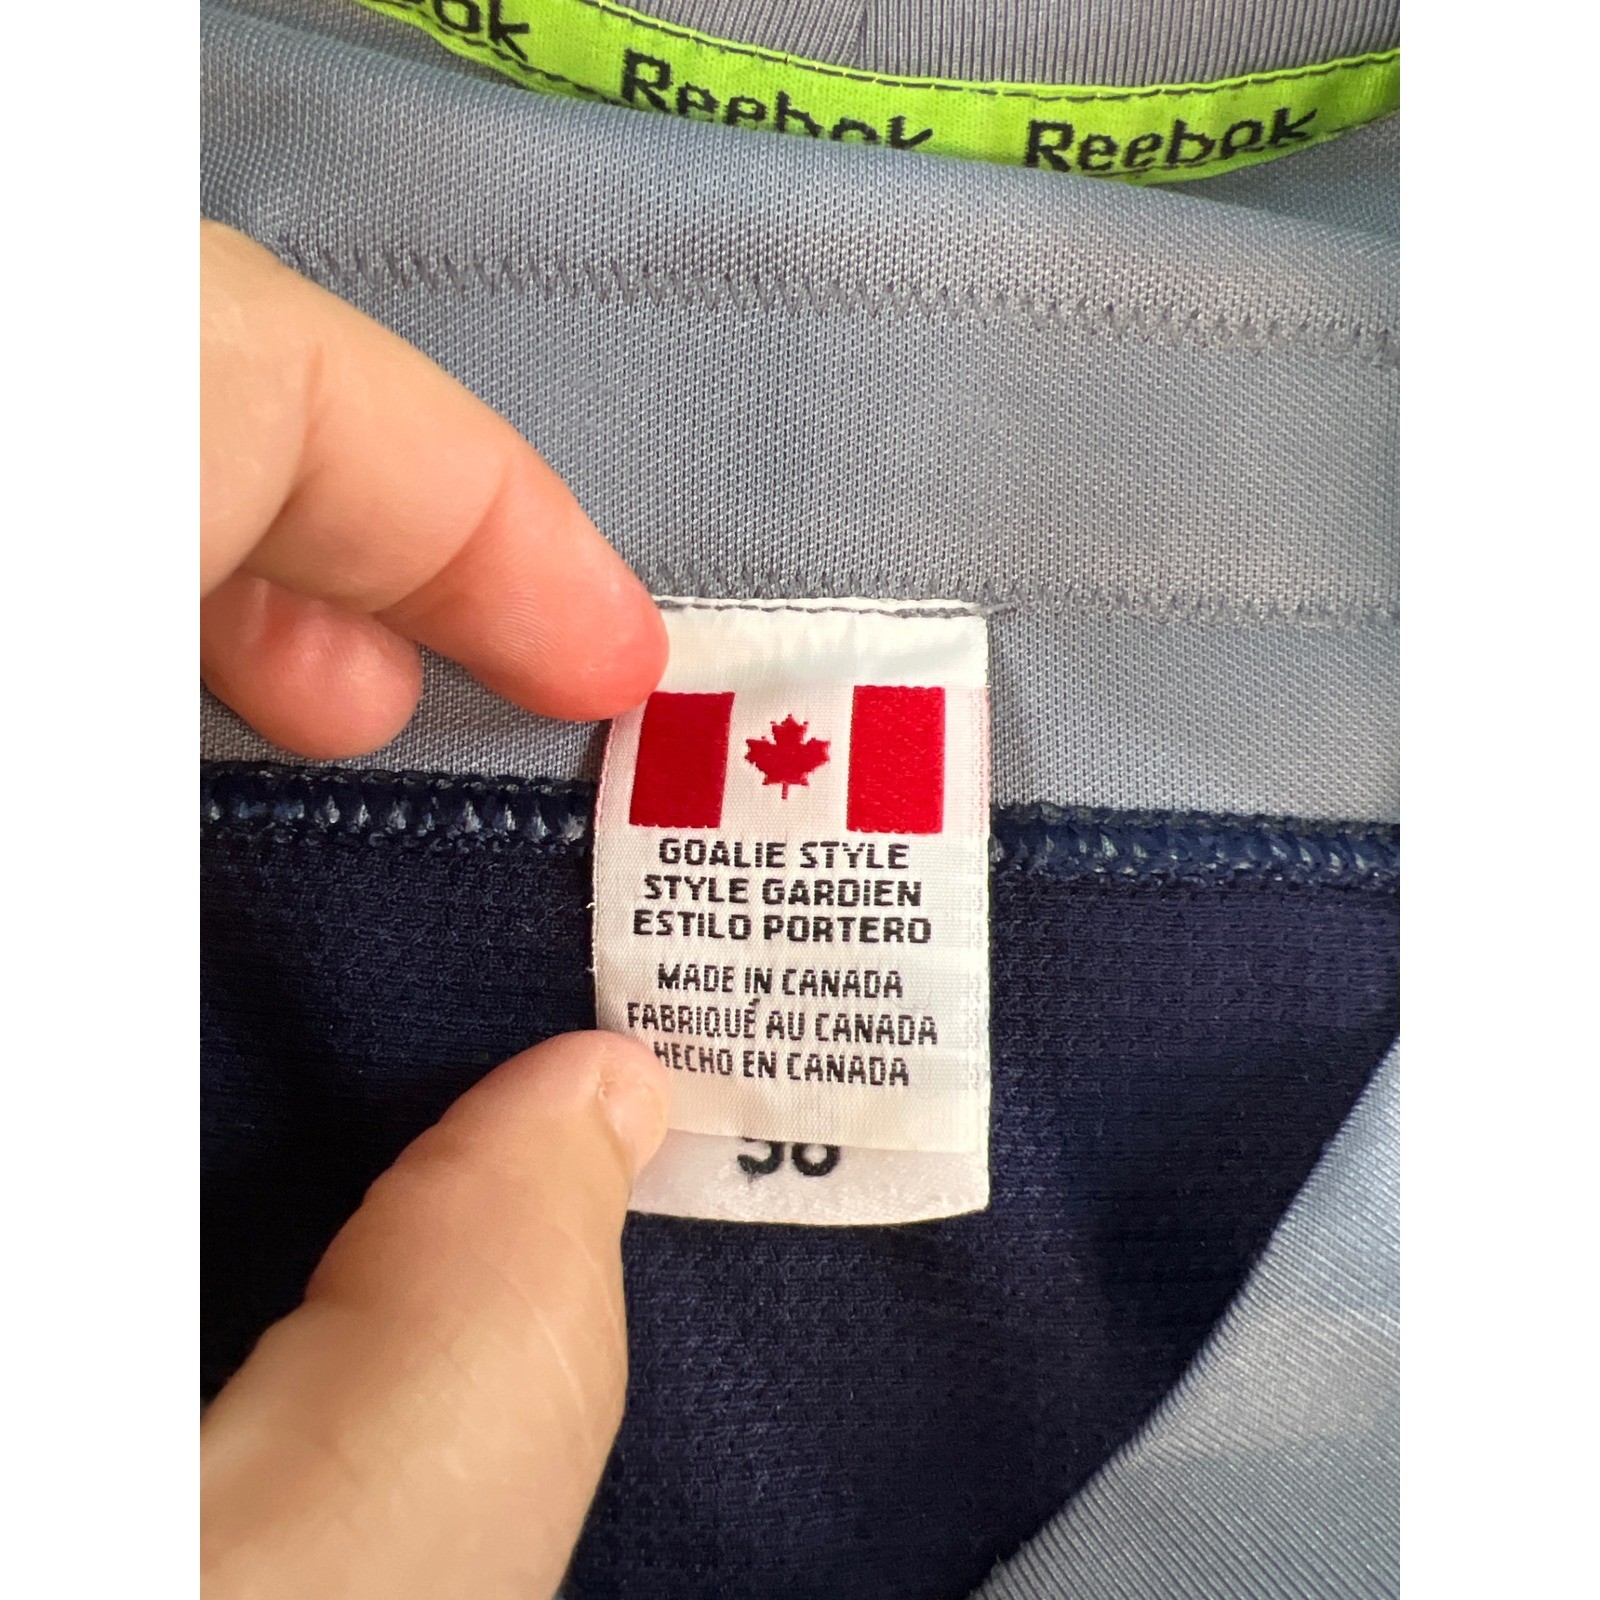 Reebok Reebok
GOALIE STYLE
STYLE GARDIEN
ESTILO PORTERO
MADE IN CANADA
FABRIQUÉ AU CANADA
HECHO EN CANADA